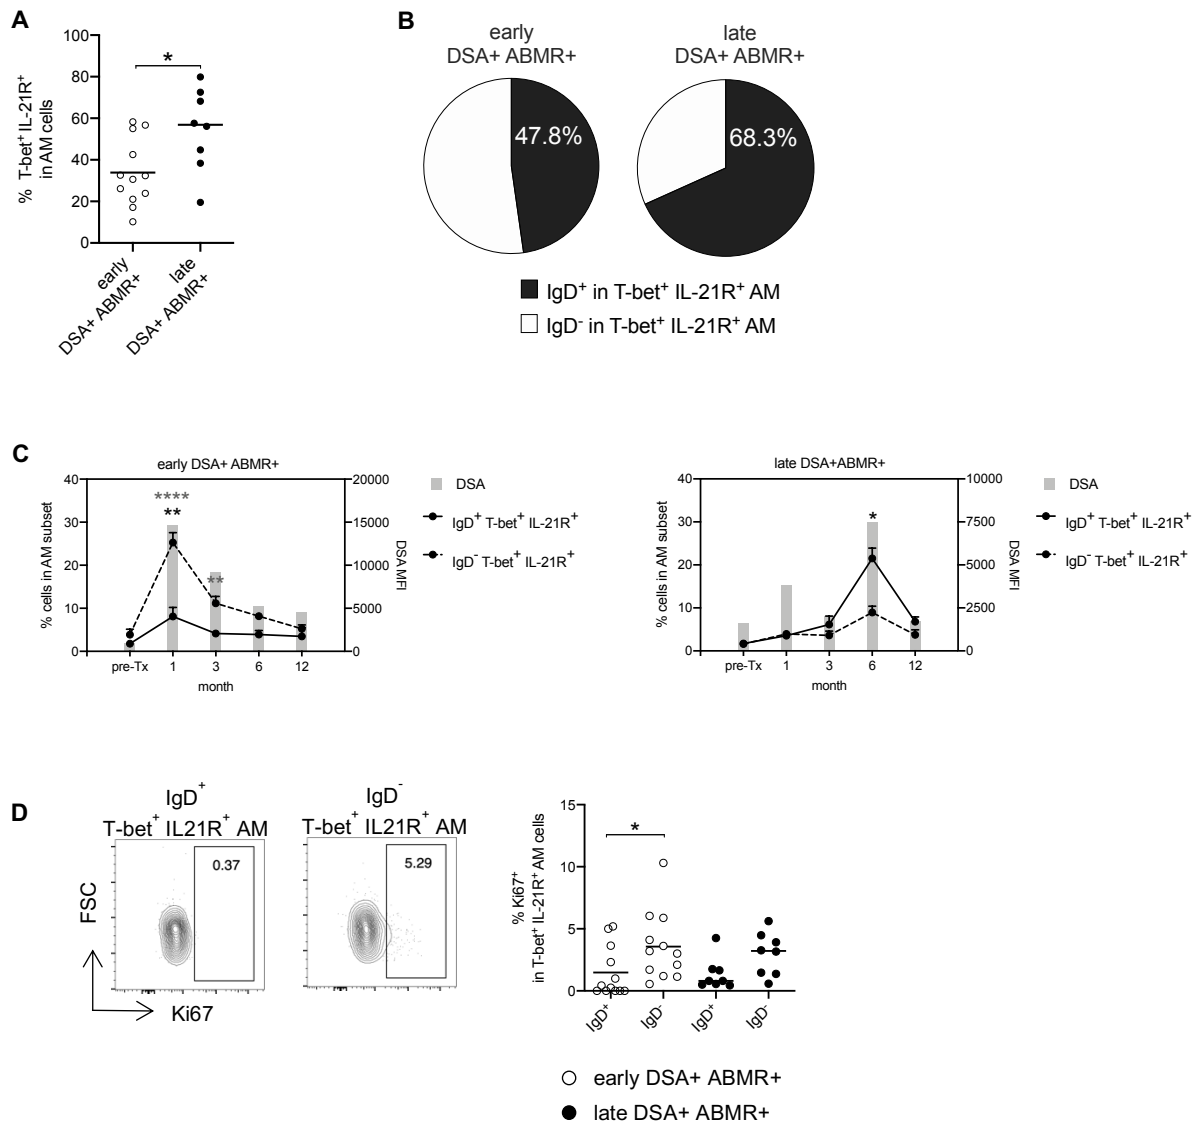 A
100
80
60
40
20
0
% T-bet⁺ IL-21R⁺
in AM cells
*
early
DSA+ ABMR+
late
DSA+ ABMR+
B
early
DSA+ ABMR+
late
DSA+ ABMR+
47.8%
68.3%
IgD⁺ in T-bet⁺ IL-21R⁺ AM
IgD⁻ in T-bet⁺ IL-21R⁺ AM
C
early DSA+ ABMR+
40
30
20
10
0
% cells in AM subset
****
**
**
20000
15000
10000
5000
0
DSA MFI
pre-Tx 1 3 6 12
month
DSA
IgD⁺ T-bet⁺ IL-21R⁺
IgD⁻ T-bet⁺ IL-21R⁺
late DSA+ABMR+
40
30
20
10
0
% cells in AM subset
*
10000
7500
5000
2500
0
DSA MFI
pre-Tx 1 3 6 12
month
DSA
IgD⁺ T-bet⁺ IL-21R⁺
IgD⁻ T-bet⁺ IL-21R⁺
D
IgD⁺
T-bet⁺ IL21R⁺ AM
IgD⁻
T-bet⁺ IL21R⁺ AM
0.37
5.29
FSC
Ki67
15
10
5
0
% Ki67⁺
in T-bet⁺ IL-21R⁺ AM cells
*
IgD⁺ IgD⁻ IgD⁺ IgD⁻
early DSA+ ABMR+
late DSA+ ABMR+